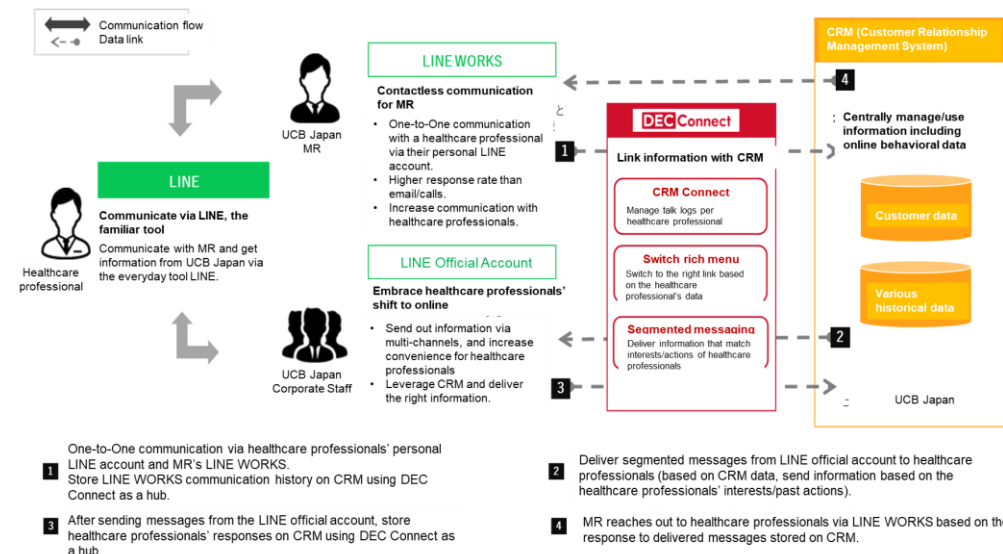 Communication flow
Data link
CRM (Customer Relationship
Management System)
LINE WORKS
4
Contactless communication
for MR
と
• One-to-One communication
with a healthcare professional
via their personal LINE
account.
• Higher response rate than
email/calls.
• Increase communication with
healthcare professionals.
UCB Japan
MR
1
DEC Connect
Link information with CRM
: Centrally manage/use
information including
online behavioral data
LINE
Communicate via LINE, the
familiar tool
Communicate with MR and get
information from UCB Japan via
the everyday tool LINE.
Healthcare
professional
CRM Connect
Manage talk logs per
healthcare professional
Customer data
LINE Official Account
Switch rich menu
Switch to the right link based
on the healthcare
professional's data
Embrace healthcare professionals'
shift to online
• Send out information via
multi-channels, and increase
convenience for healthcare
professionals
• Leverage CRM and deliver
the right information.
UCB Japan
Corporate Staff
Various
historical data
Segmented messaging
Deliver information that match
interests/actions of healthcare
professionals
2
3
UCB Japan
1
One-to-One communication via healthcare professionals' personal
LINE account and MR's LINE WORKS.
Store LINE WORKS communication history on CRM using DEC
Connect as a hub.
2
Deliver segmented messages from LINE official account to healthcare
professionals (based on CRM data, send information based on the
healthcare professionals' interests/past actions).
3
After sending messages from the LINE official account, store
healthcare professionals' responses on CRM using DEC Connect as
a hub
4
MR reaches out to healthcare professionals via LINE WORKS based on the
response to delivered messages stored on CRM.